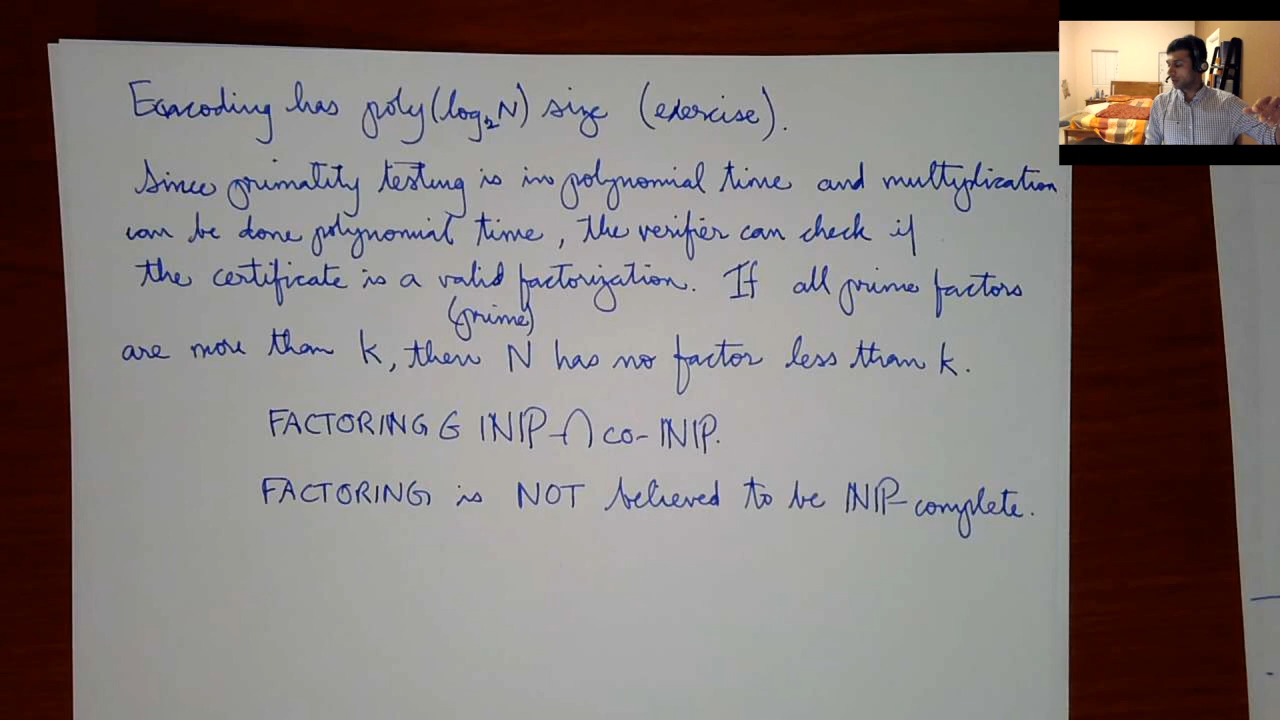 Encoding has poly(log₂N) size (exercise).
Since primality testing is in polynomial time and multiplication
can be done polynomial time, the verifier can check if
the certificate is a valid factorization. If all prime factors
(prime)
are more than k, then N has no factor less than k.
FACTORING ∈ NP ∩ co-NP.
FACTORING is NOT believed to be NP-complete.